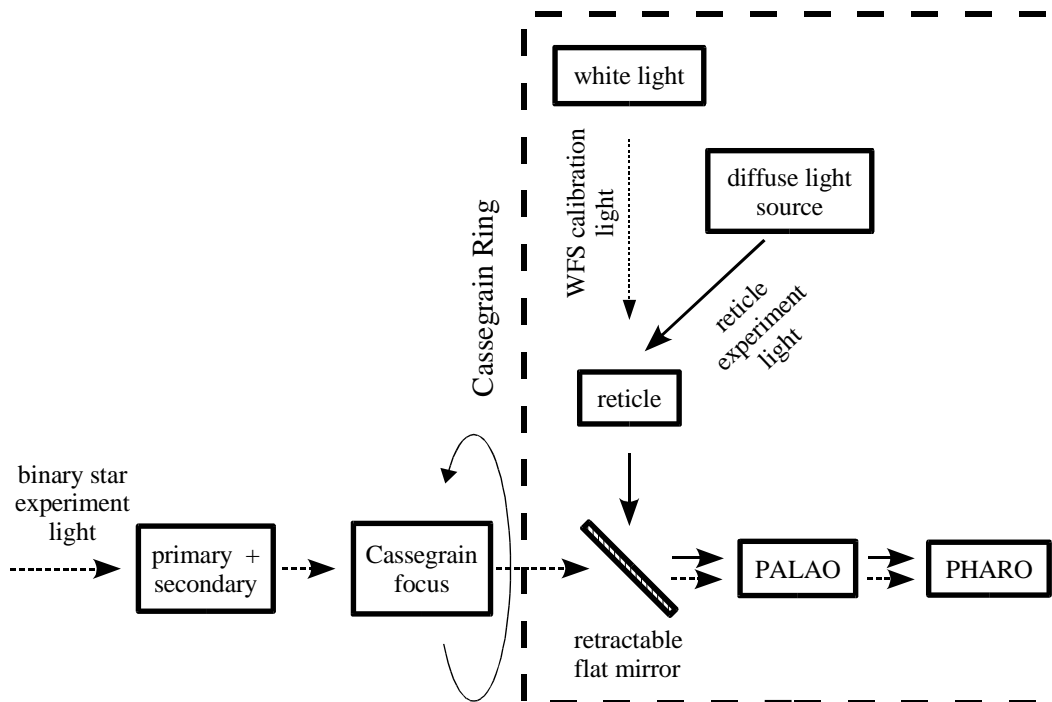 white light
WFS calibration
light
diffuse light
source
Cassegrain Ring
reticle
experiment
light
reticle
binary star
experiment
light
primary +
secondary
Cassegrain
focus
PALAO
PHARO
retractable
flat mirror